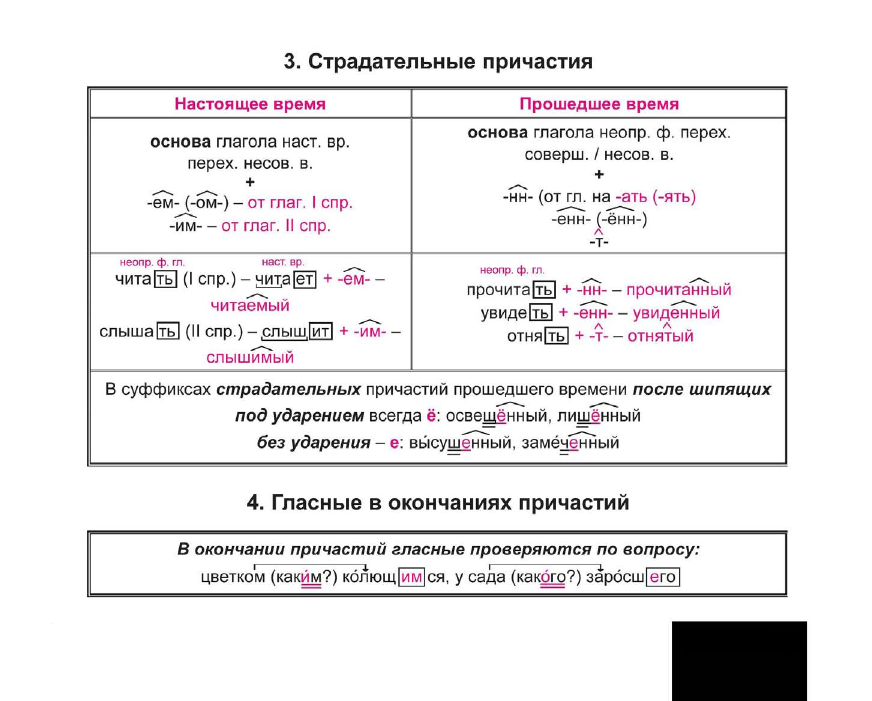 3. Страдательные причастия
Настоящее время
Прошедшее время
основа глагола наст. вр.
перех. несов. в.
+
-ем- (-ом-) – от глаг. I спр.
-им- – от глаг. II спр.
основа глагола неопр. ф. перех.
соверш. / несов. в.
+
-нн- (от гл. на -ать (-ять)
-енн- (-ённ-)
-т-
неопр. ф. гл. наст. вр.
читать (I спр.) – читает + -ем- –
читаемый
слышать (II спр.) – слышит + -им- –
слышимый
неопр. ф. гл.
прочитать + -нн- – прочитанный
увидеть + -енн- – увиденный
отнять + -т- – отнятый
В суффиксах страдательных причастий прошедшего времени после шипящих
под ударением всегда ё: освещённый, лишённый
без ударения – е: вы́сушенный, заме́ченный
4. Гласные в окончаниях причастий
В окончании причастий гласные проверяются по вопросу:
цветком (каки́м?) ко́лющимся, у сада (како́го?) заро́сшего